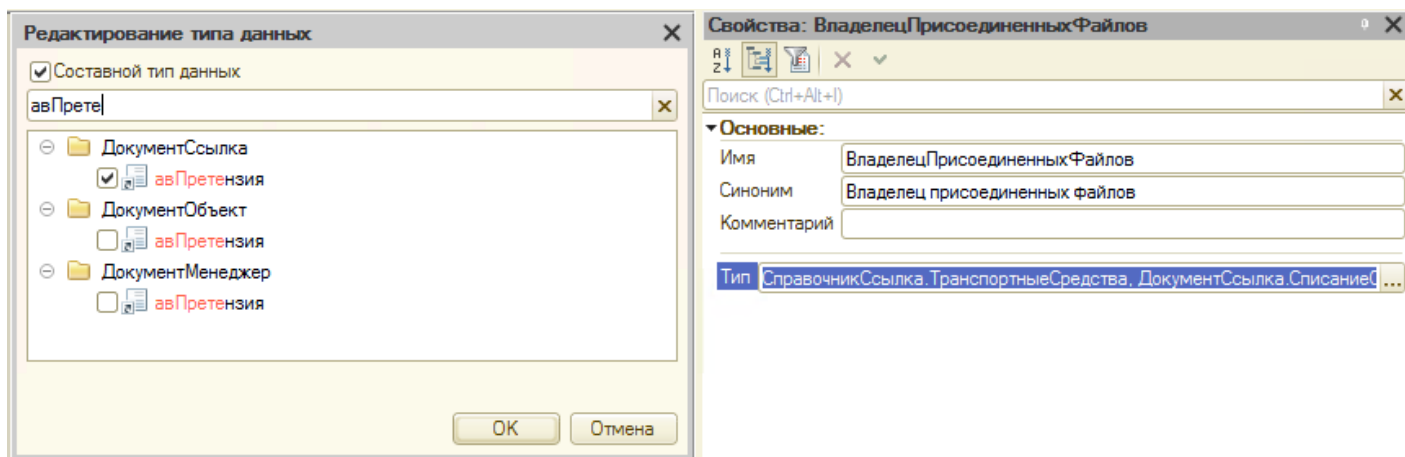 Редактирование типа данных
Составной тип данных
авПрете
ДокументСсылка
авПретензия
ДокументОбъект
авПретензия
ДокументМенеджер
авПретензия
OK
Отмена
Свойства: ВладелецПрисоединенныхФайлов
Поиск (Ctrl+Alt+I)
Основные:
Имя ВладелецПрисоединенныхФайлов
Синоним Владелец присоединенных файлов
Комментарий
Тип СправочникСсылка.ТранспортныеСредства, ДокументСсылка.СписаниеС ...